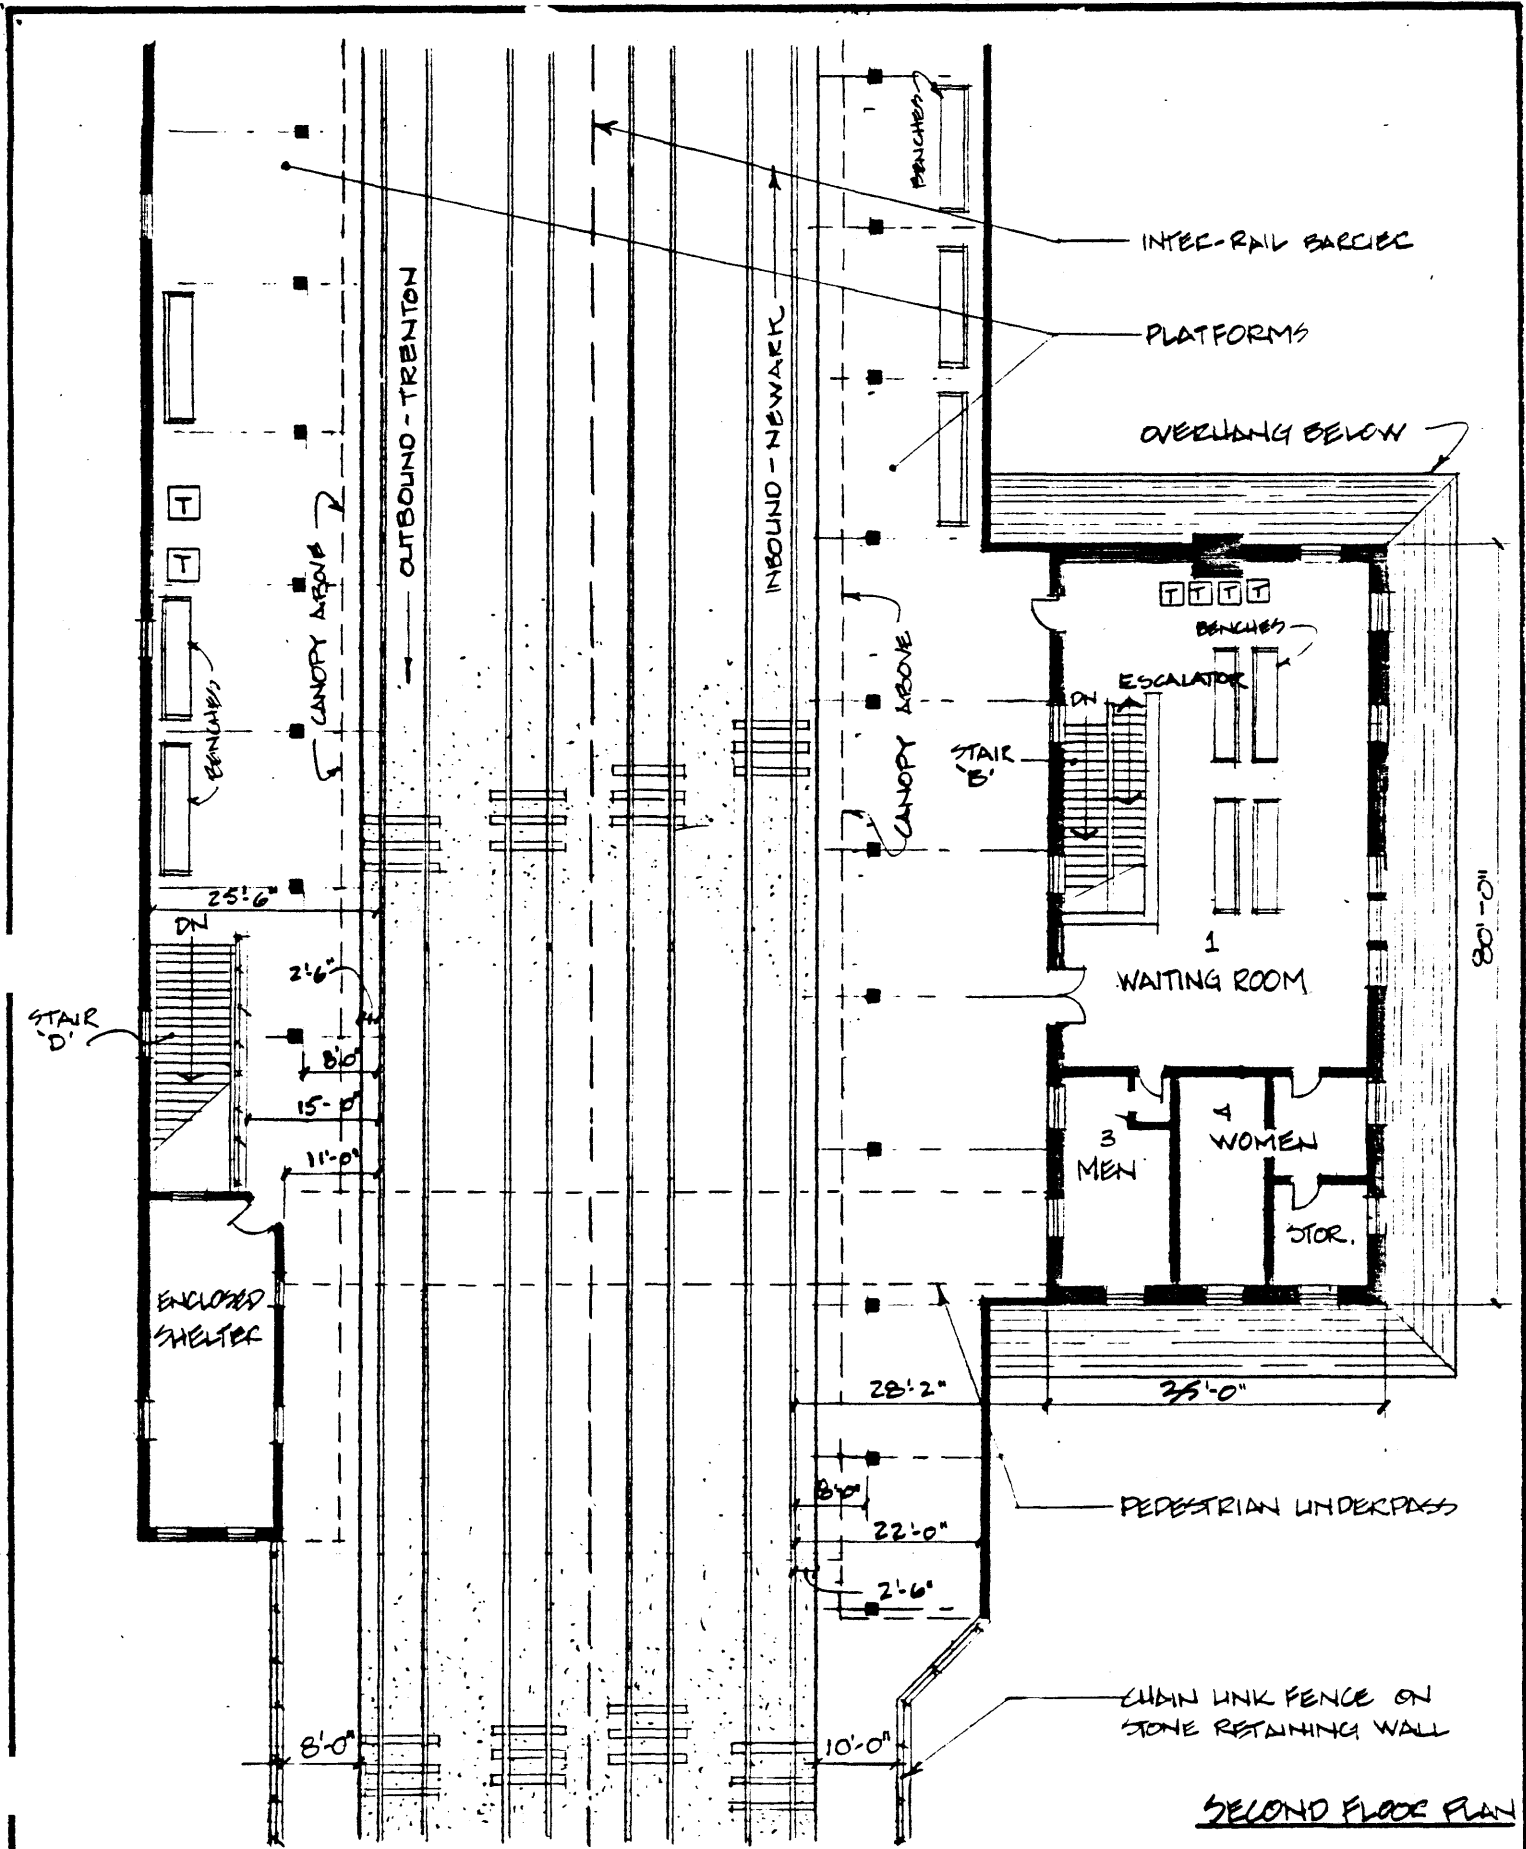 BENCHES
INTER-RAIL BARRIER
PLATFORMS
OVERHANG BELOW
OUTBOUND - TRENTON
INBOUND - NEWARK
CANOPY ABOVE
T
T
BENCHES
CANOPY ABOVE
T T T T
BENCHES
ESCALATOR
DN
STAIR
'B'
25'-6"
DN
2'-6"
STAIR
'D'
8'-0"
15'-0"
11'-0"
1
WAITING ROOM
80'-0"
3
MEN
4
WOMEN
STOR.
ENCLOSED
SHELTER
28'-2"
25'-0"
8'-0"
22'-0"
2'-6"
PEDESTRIAN UNDERPASS
CHAIN LINK FENCE ON
STONE RETAINING WALL
8'-0"
10'-0"
SECOND FLOOR PLAN